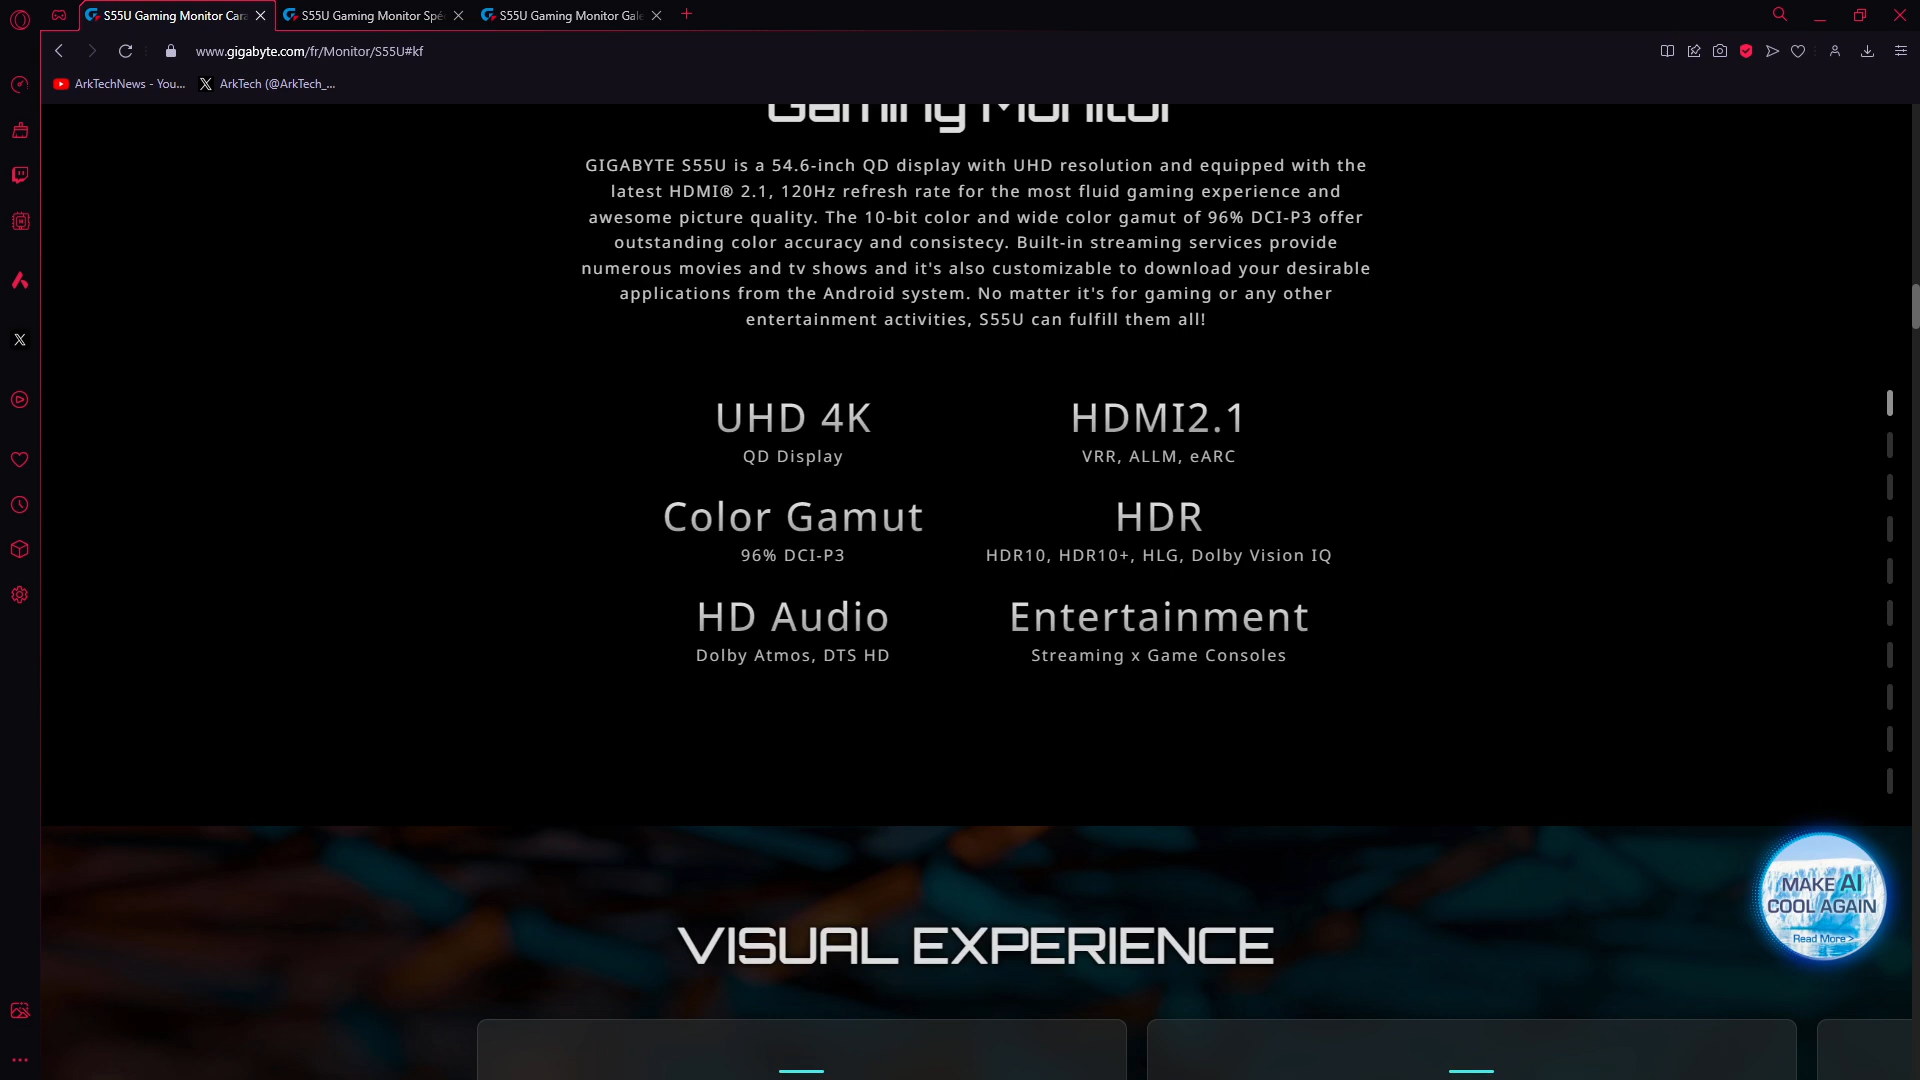 S55U Gaming Monitor Cara
S55U Gaming Monitor Spé
S55U Gaming Monitor Gale
www.gigabyte.com/fr/Monitor/S55U#kf
ArkTechNews - You...
ArkTech (@ArkTech_...
Gaming Monitor
GIGABYTE S55U is a 54.6-inch QD display with UHD resolution and equipped with the
latest HDMI® 2.1, 120Hz refresh rate for the most fluid gaming experience and
awesome picture quality. The 10-bit color and wide color gamut of 96% DCI-P3 offer
outstanding color accuracy and consistecy. Built-in streaming services provide
numerous movies and tv shows and it's also customizable to download your desirable
applications from the Android system. No matter it's for gaming or any other
entertainment activities, S55U can fulfill them all!
UHD 4K
QD Display
HDMI2.1
VRR, ALLM, eARC
Color Gamut
96% DCI-P3
HDR
HDR10, HDR10+, HLG, Dolby Vision IQ
HD Audio
Dolby Atmos, DTS HD
Entertainment
Streaming x Game Consoles
MAKE AI
COOL AGAIN
Read More >
VISUAL EXPERIENCE